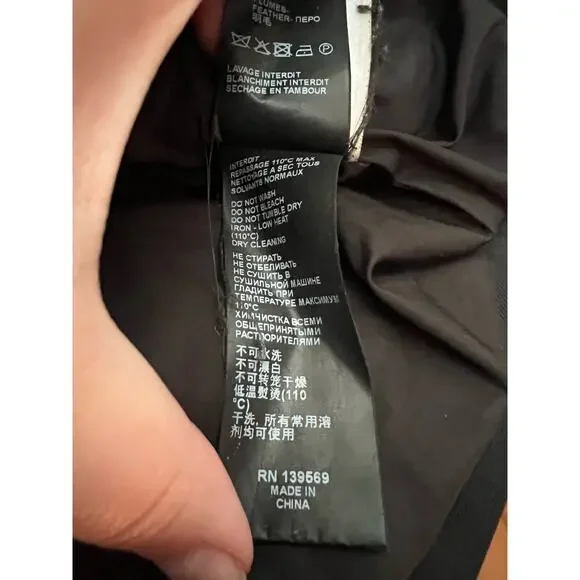 PLUMES-
FEATHER- ПЕРО
羽毛
P
LAVAGE INTERDIT
BLANCHIMENT INTERDIT
SECHAGE EN TAMBOUR
INTERDIT
REPASSAGE 110°C MAX
NETTOYAGE A SEC TOUS
SOLVANTS NORMAUX
DO NOT WASH
DO NOT BLEACH
DO NOT TUMBLE DRY
IRON - LOW HEAT
(110°C)
DRY CLEANING
НЕ СТИРАТЬ
НЕ ОТБЕЛИВАТЬ
НЕ СУШИТЬ В
СУШИЛЬНОЙ МАШИНЕ
ГЛАДИТЬ ПРИ
ТЕМПЕРАТУРЕ МАКСИМУМ
110°C
ХИМЧИСТКА ВСЕМИ
ОБЩЕПРИНЯТЫМИ
РАСТВОРИТЕЛЯМИ
不可水洗
不可漂白
不可转笼干燥
低温熨烫(110
°C)
干洗,所有常用溶
剂均可使用
RN 139569
MADE IN
CHINA